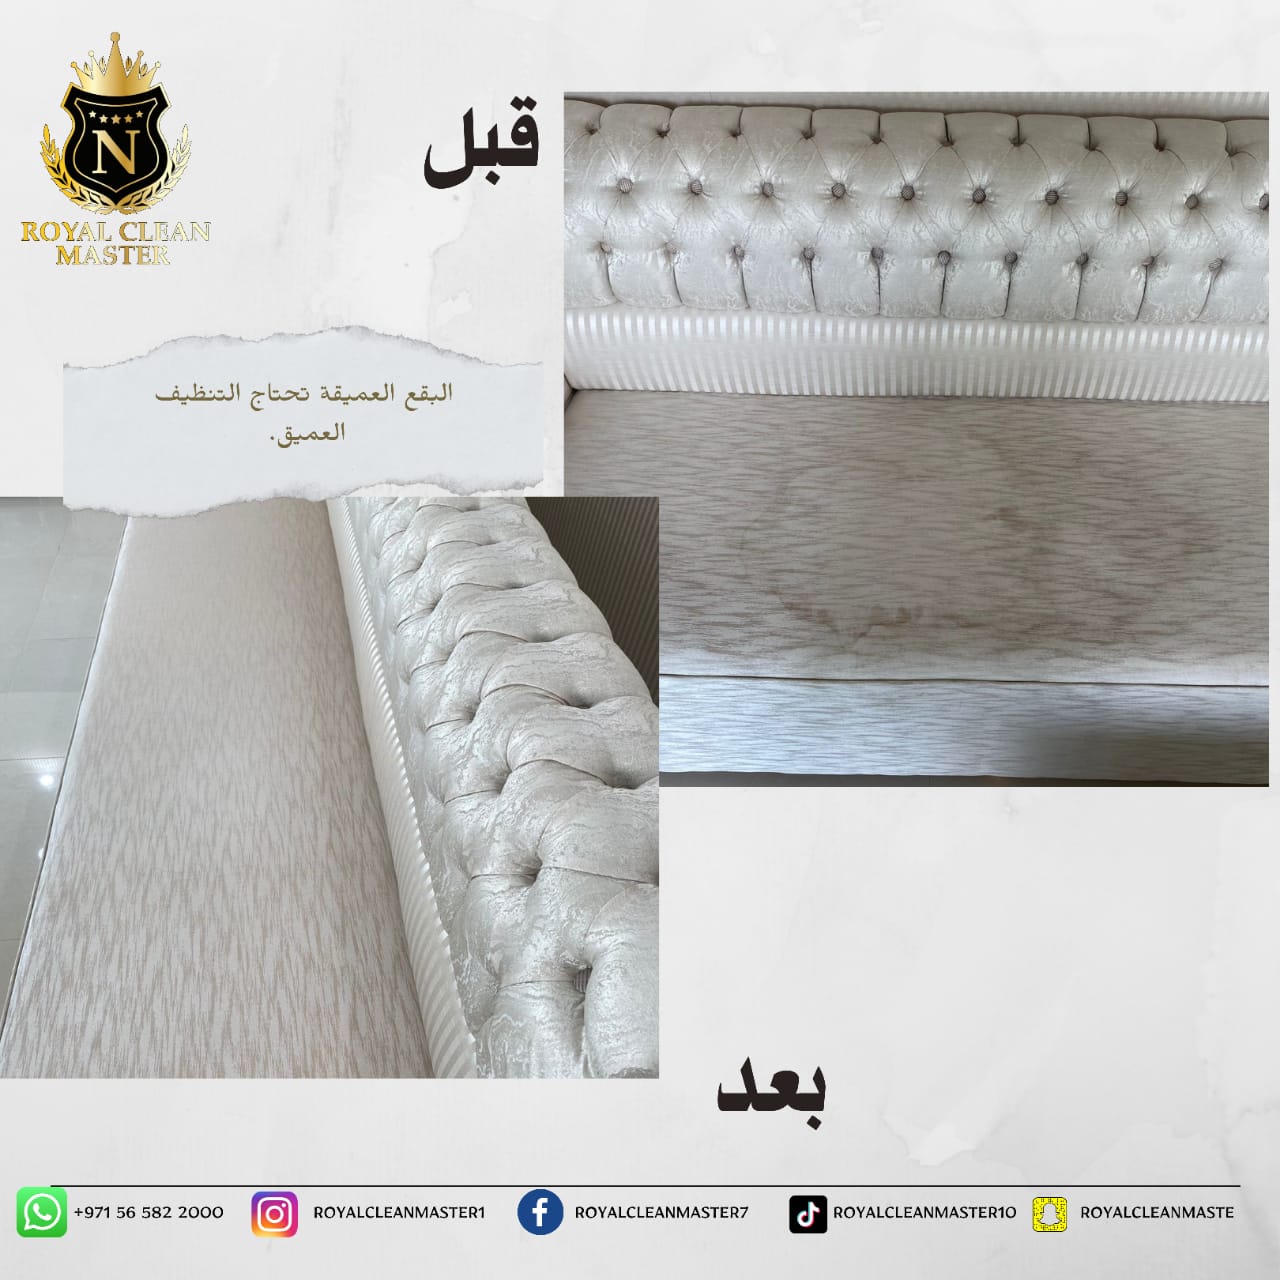 N
ROYAL CLEAN
MASTER
قبل
البقع العميقة تحتاج التنظيف
العميق.
بعد
+971 56 582 2000
ROYALCLEANMASTER1
ROYALCLEANMASTER7
ROYALCLEANMASTER10
ROYALCLEANMASTE